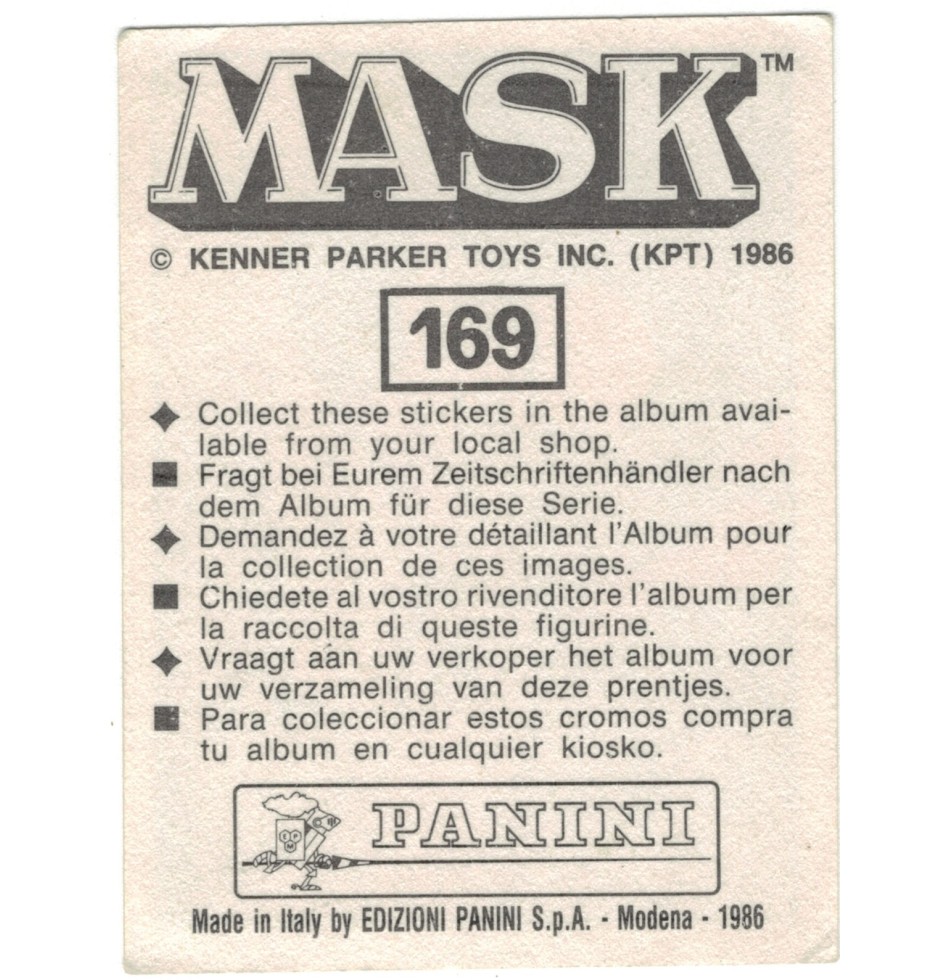 MASK™
© KENNER PARKER TOYS INC. (KPT) 1986
169
Collect these stickers in the album avai-
lable from your local shop.
Fragt bei Eurem Zeitschriftenhändler nach
dem Album für diese Serie.
Demandez à votre détaillant l'Album pour
la collection de ces images.
Chiedete al vostro rivenditore l'album per
la raccolta di queste figurine.
Vraagt aan uw verkoper het album voor
uw verzameling van deze prentjes.
Para coleccionar estos cromos compra
tu album en cualquier kiosko.
PANINI
Made in Italy by EDIZIONI PANINI S.p.A. - Modena - 1986